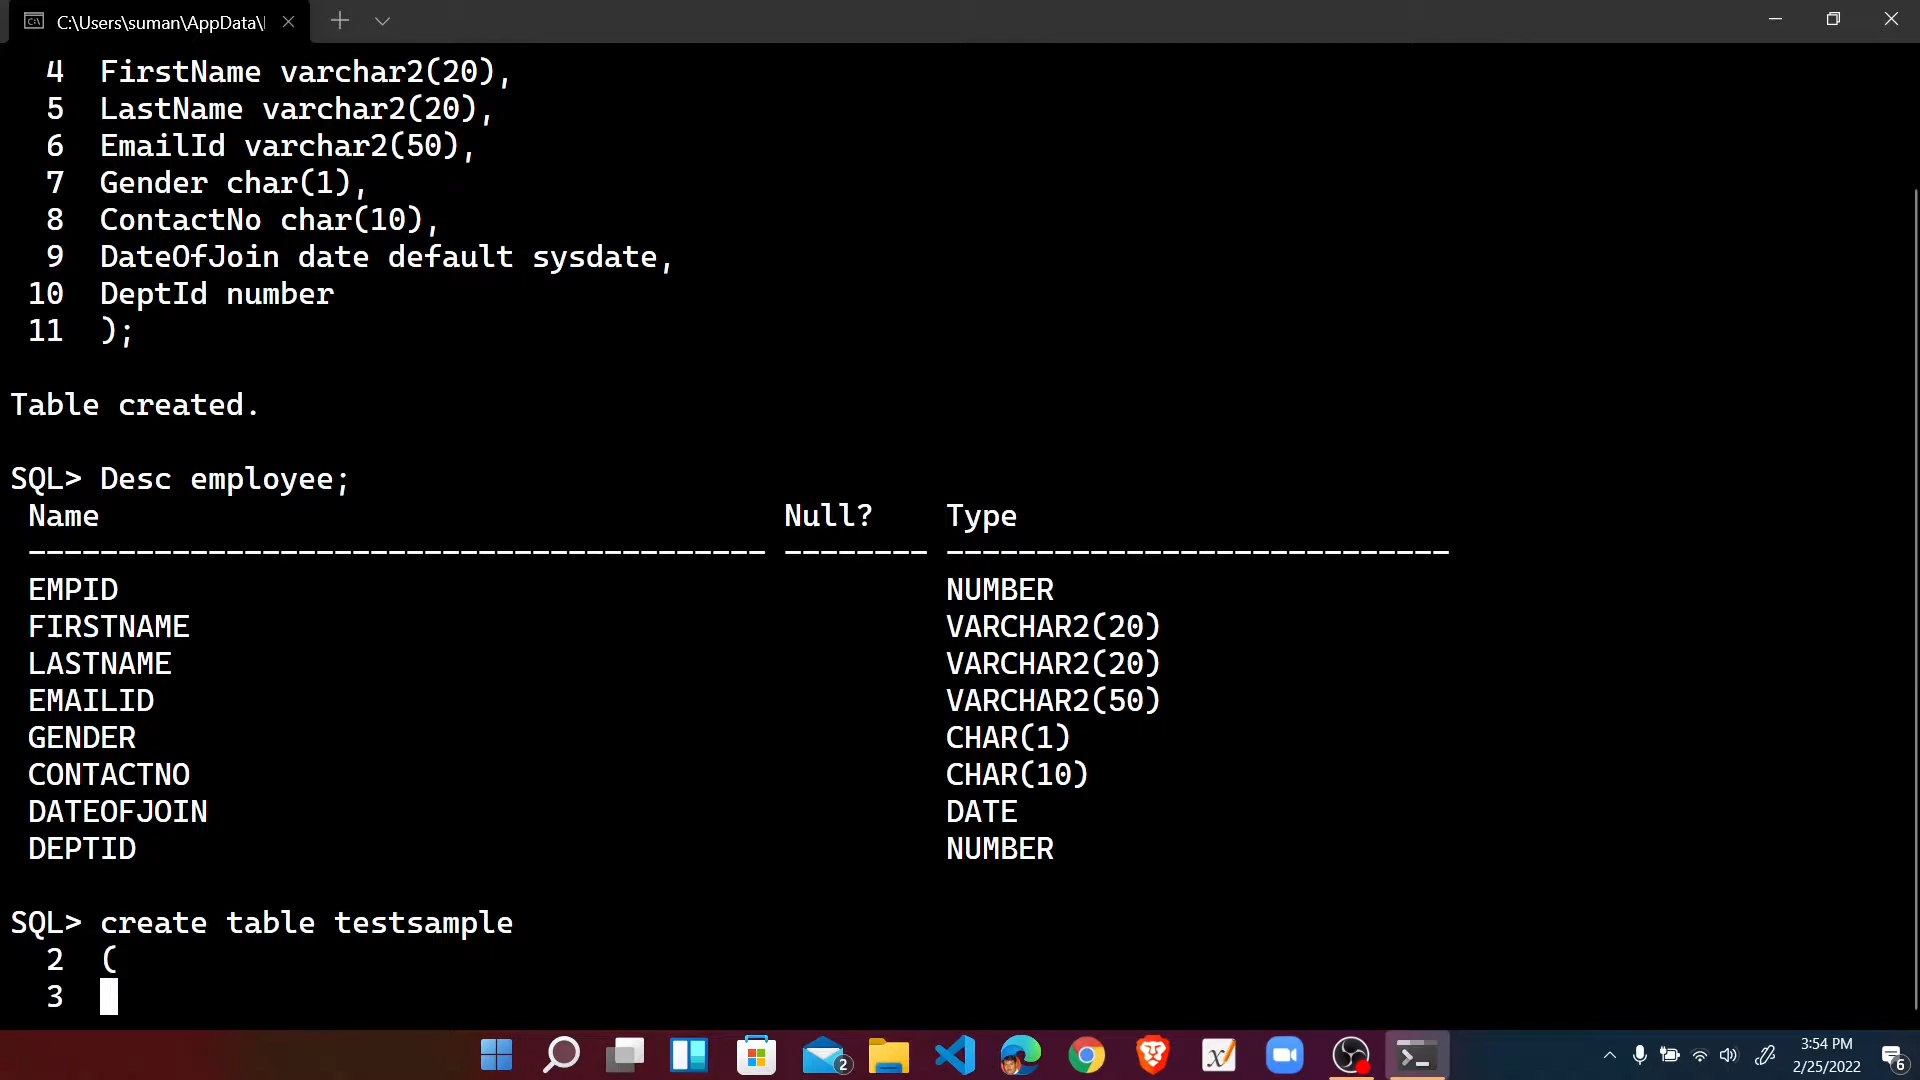 C:\Users\suman\AppData\
4 FirstName varchar2(20),
5 LastName varchar2(20),
6 EmailId varchar2(50),
7 Gender char(1),
8 ContactNo char(10),
9 DateOfJoin date default sysdate,
10 DeptId number
11 );
Table created.
SQL> Desc employee;
Name Null? Type
----------------------------------------- -------- ----------------------------
EMPID NUMBER
FIRSTNAME VARCHAR2(20)
LASTNAME VARCHAR2(20)
EMAILID VARCHAR2(50)
GENDER CHAR(1)
CONTACTNO CHAR(10)
DATEOFJOIN DATE
DEPTID NUMBER
SQL> create table testsample
2 (
3
2
3:54 PM
2/25/2022
6